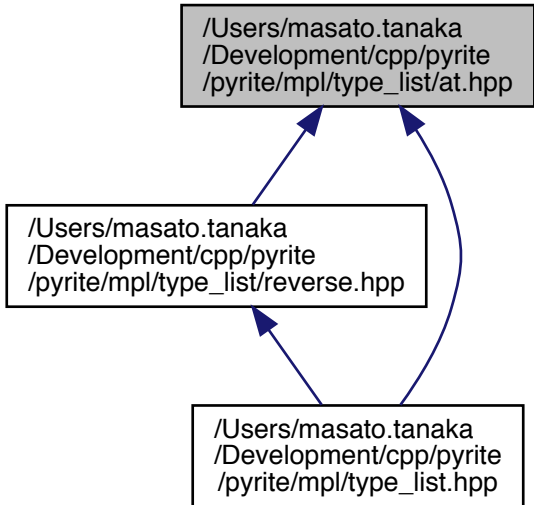 /Users/masato.tanaka
/Development/cpp/pyrite
/pyrite/mpl/type_list/at.hpp
/Users/masato.tanaka
/Development/cpp/pyrite
/pyrite/mpl/type_list/reverse.hpp
/Users/masato.tanaka
/Development/cpp/pyrite
/pyrite/mpl/type_list.hpp